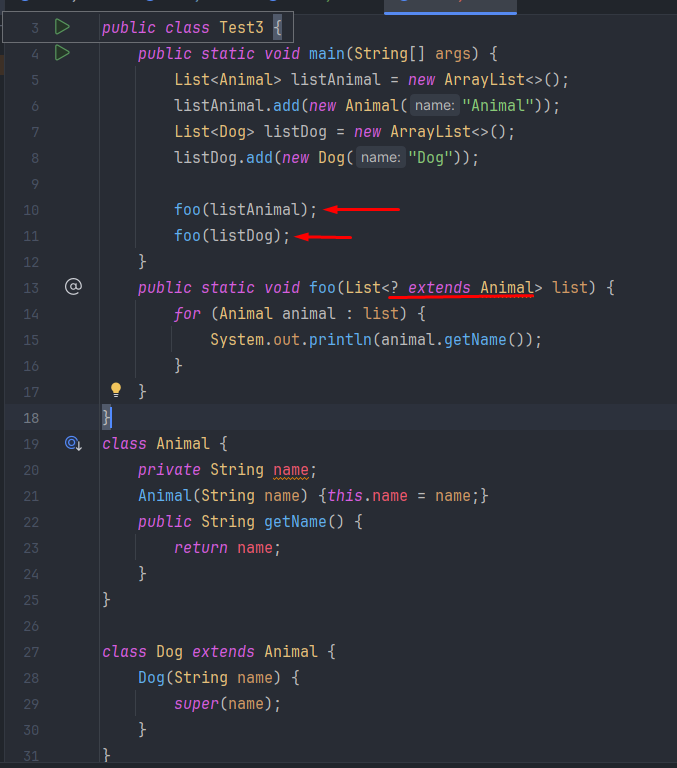 3 public class Test3 {
4 public static void main(String[] args) {
5 List<Animal> listAnimal = new ArrayList<>();
6 listAnimal.add(new Animal( name: "Animal"));
7 List<Dog> listDog = new ArrayList<>();
8 listDog.add(new Dog( name: "Dog"));
9
10 foo(listAnimal);
11 foo(listDog);
12 }
13 @ public static void foo(List<? extends Animal> list) {
14 for (Animal animal : list) {
15 System.out.println(animal.getName());
16 }
17 }
18 }
19 class Animal {
20 private String name;
21 Animal(String name) {this.name = name;}
22 public String getName() {
23 return name;
24 }
25 }
26
27 class Dog extends Animal {
28 Dog(String name) {
29 super(name);
30 }
31 }